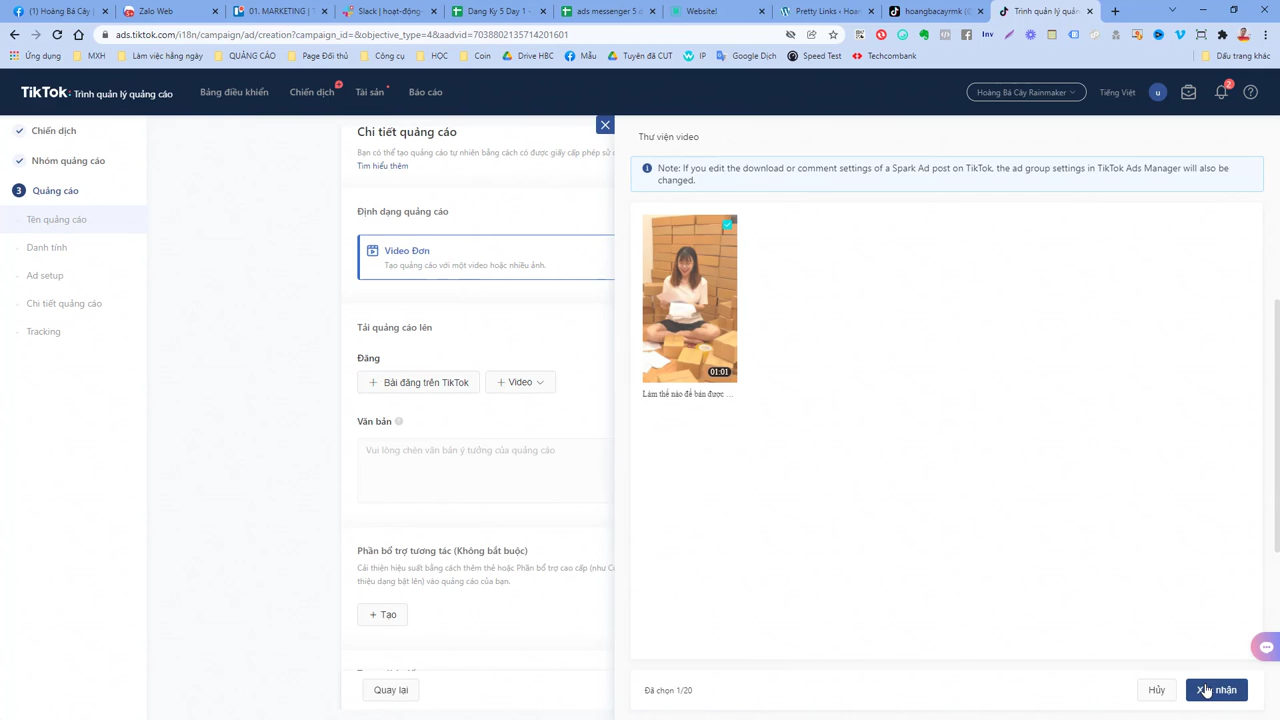 (1) Hoàng Bá Cây |
Zalo Web
01. MARKETING | T
Slack | hoạt-động-
Dang Ky 5 Day 1 -
ads messenger 5 d
Website!
Pretty Links ‹ Hoan
hoangbacayrmk (@
Trình quản lý quảng
ads.tiktok.com/i18n/campaign/ad/creation?campaign_id=&objective_type=4&aadvid=7038802135714201601
Ứng dụng
MXH
Làm việc hằng ngày
QUẢNG CÁO
Page Đối thủ
Công cụ
HỌC
Coin
Drive HBC
Mẫu
Tuyên đã CUT
IP
Google Dịch
Speed Test
Techcombank
Dấu trang khác
TikTok: Trình quản lý quảng cáo
Bảng điều khiển
Chiến dịch
Tài sản
Báo cáo
Hoàng Bá Cây Rainmaker
Tiếng Việt
u
2
Chiến dịch
Nhóm quảng cáo
3 Quảng cáo
Tên quảng cáo
Danh tính
Ad setup
Chi tiết quảng cáo
Tracking
Chi tiết quảng cáo
Bạn có thể tạo quảng cáo tự nhiên bằng cách có được giấy cấp phép sử d
Tìm hiểu thêm
Định dạng quảng cáo
Video Đơn
Tạo quảng cáo với một video hoặc nhiều ảnh.
Tải quảng cáo lên
Đăng
+ Bài đăng trên TikTok
+ Video
Văn bản
Vui lòng chèn văn bản ý tưởng của quảng cáo
Phần bổ trợ tương tác (Không bắt buộc)
Cải thiện hiệu suất bằng cách thêm thẻ hoặc Phần bổ trợ cao cấp (như Cử
thiệu dạng bật lên) vào quảng cáo của bạn.
+ Tạo
Quay lại
Thư viện video
Note: If you edit the download or comment settings of a Spark Ad post on TikTok, the ad group settings in TikTok Ads Manager will also be
changed.
01:01
Làm thế nào để bán được ...
Đã chọn 1/20
Hủy
nhận